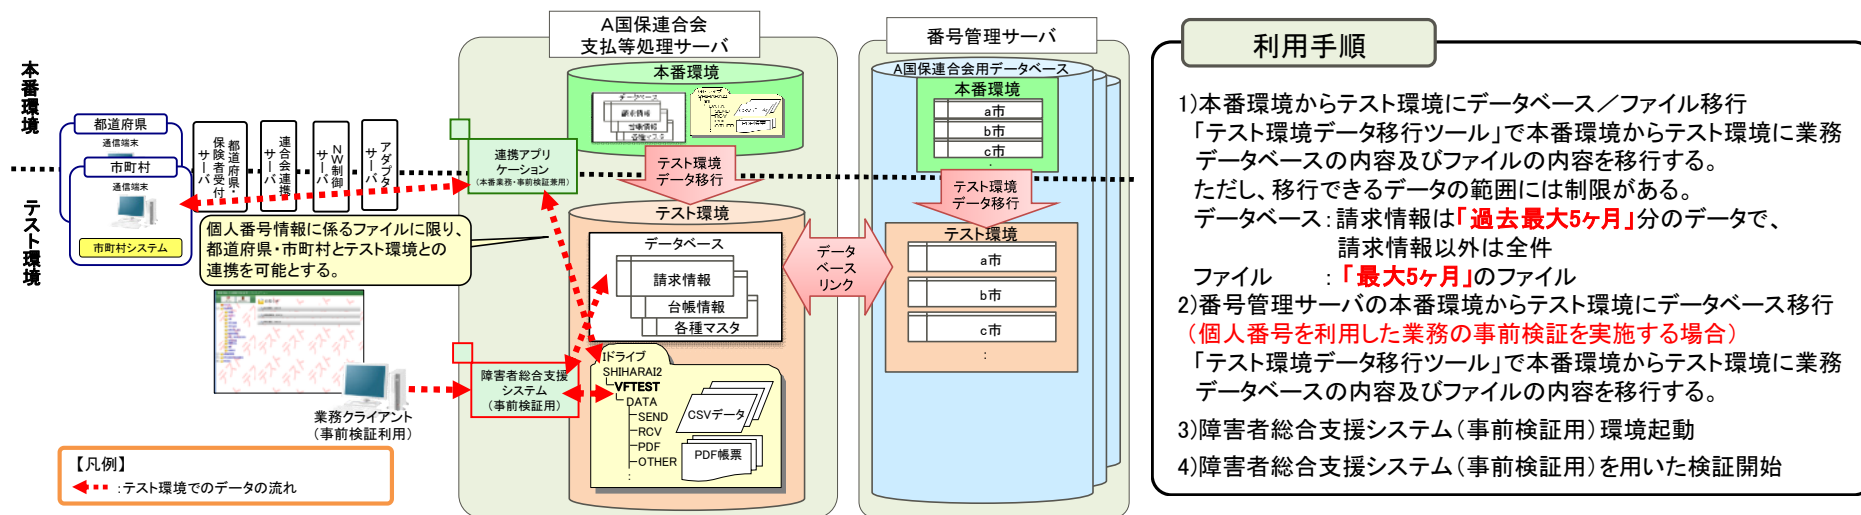 本番環境
テスト環境
都道府県
通信端末
市町村
通信端末
市町村システム
都道府県・
保険者受付
サーバ
連合会連携
サーバ
NW制御
サーバ
アダプタ
サーバ
個人番号情報に係るファイルに限り、
都道府県・市町村とテスト環境との
連携を可能とする。
業務クライアント
（事前検証利用）
【凡例】
：テスト環境でのデータの流れ
A国保連合会
支払等処理サーバ
本番環境
データベース
請求情報
台帳情報
各種マスタ
連携アプリ
ケーション
（本番業務・事前検証兼用）
テスト環境
データ移行
テスト環境
データベース
請求情報
台帳情報
各種マスタ
障害者総合支援
システム
（事前検証用）
Iドライブ
SHIHARAI2
VFTEST
DATA
SEND
RCV
PDF
OTHER
：
CSVデータ
PDF帳票
データ
ベース
リンク
番号管理サーバ
A国保連合会用データベース
本番環境
a市
b市
c市
：
テスト環境
データ移行
テスト環境
a市
b市
c市
：
利用手順
1)本番環境からテスト環境にデータベース／ファイル移行
「テスト環境データ移行ツール」で本番環境からテスト環境に業務
データベースの内容及びファイルの内容を移行する。
ただし、移行できるデータの範囲には制限がある。
データベース：請求情報は「過去最大5ヶ月」分のデータで、
請求情報以外は全件
ファイル　　：「最大5ヶ月」のファイル
2)番号管理サーバの本番環境からテスト環境にデータベース移行
（個人番号を利用した業務の事前検証を実施する場合）
「テスト環境データ移行ツール」で本番環境からテスト環境に業務
データベースの内容及びファイルの内容を移行する。
3)障害者総合支援システム（事前検証用）環境起動
4)障害者総合支援システム（事前検証用）を用いた検証開始